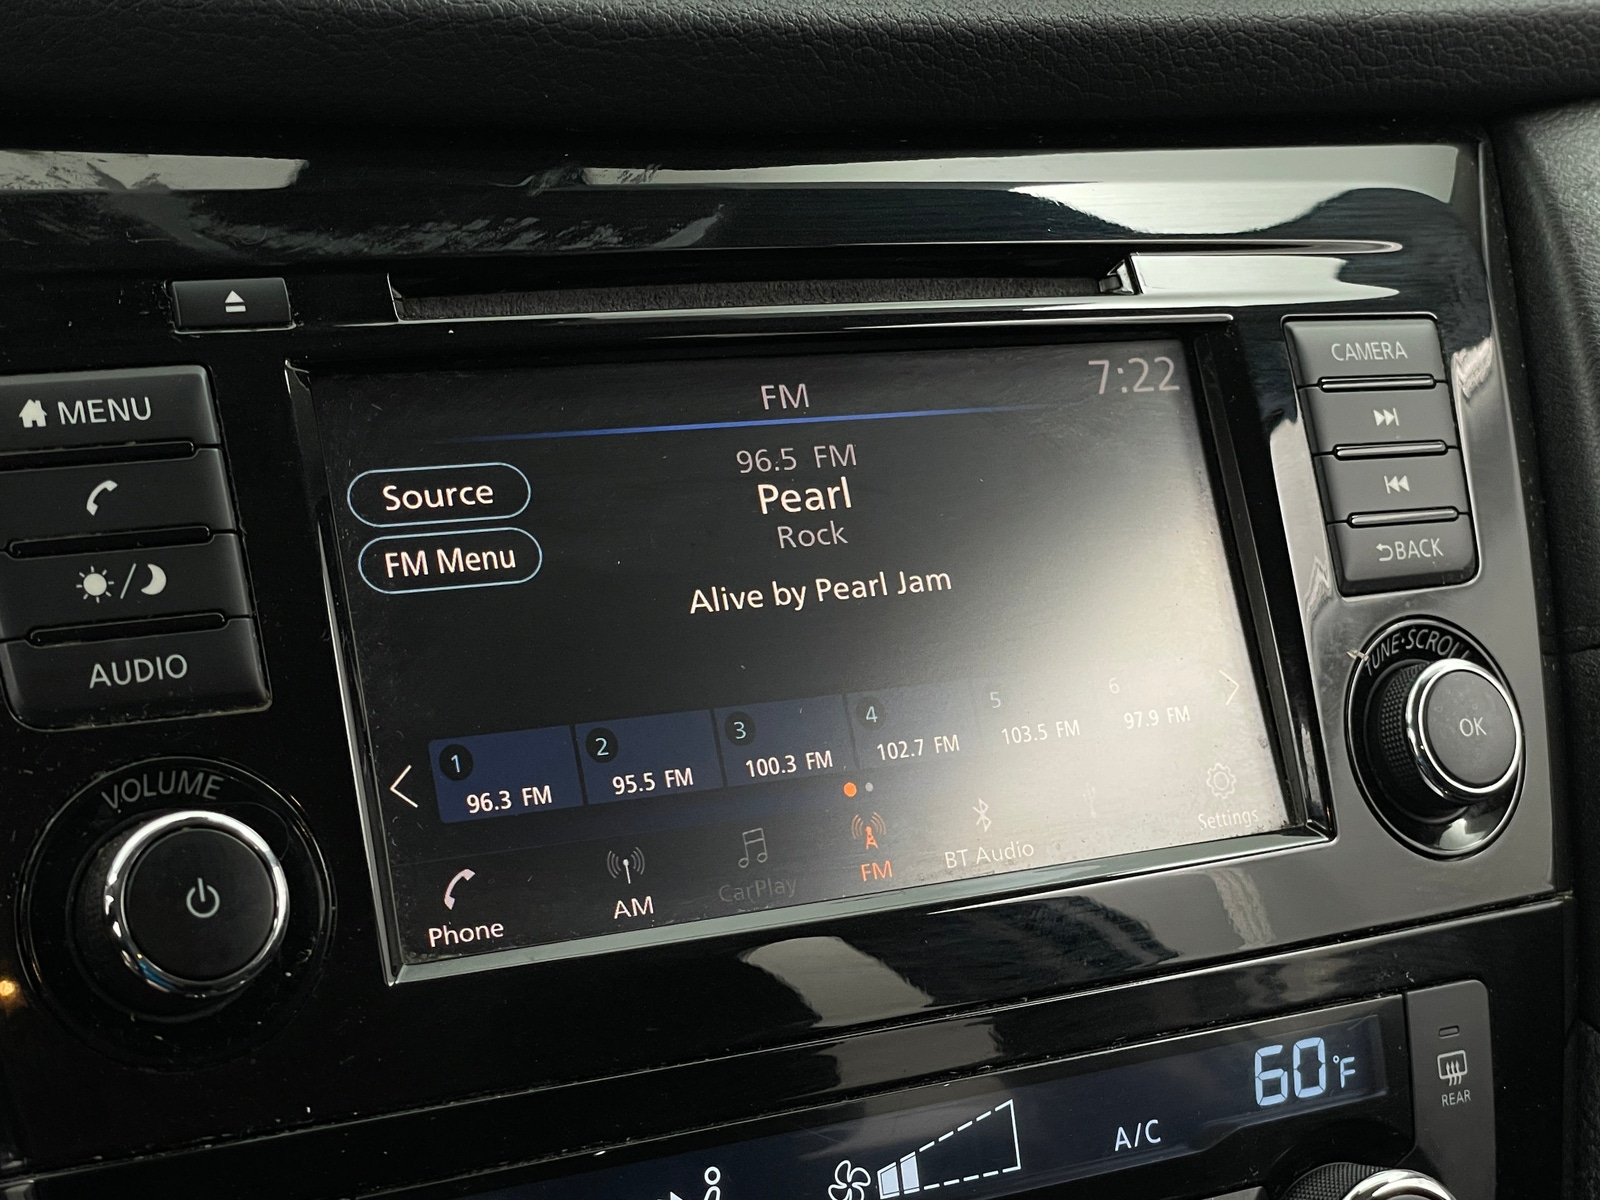 MENU
AUDIO
VOLUME
FM
7:22
96.5 FM
Source
Pearl
Rock
FM Menu
Alive by Pearl Jam
1
96.3 FM
2
95.5 FM
3
100.3 FM
4
102.7 FM
5
103.5 FM
6
97.9 FM
Phone
AM
CarPlay
FM
BT Audio
Settings
CAMERA
BACK
TUNE·SCROLL
OK
60°F
A/C
REAR